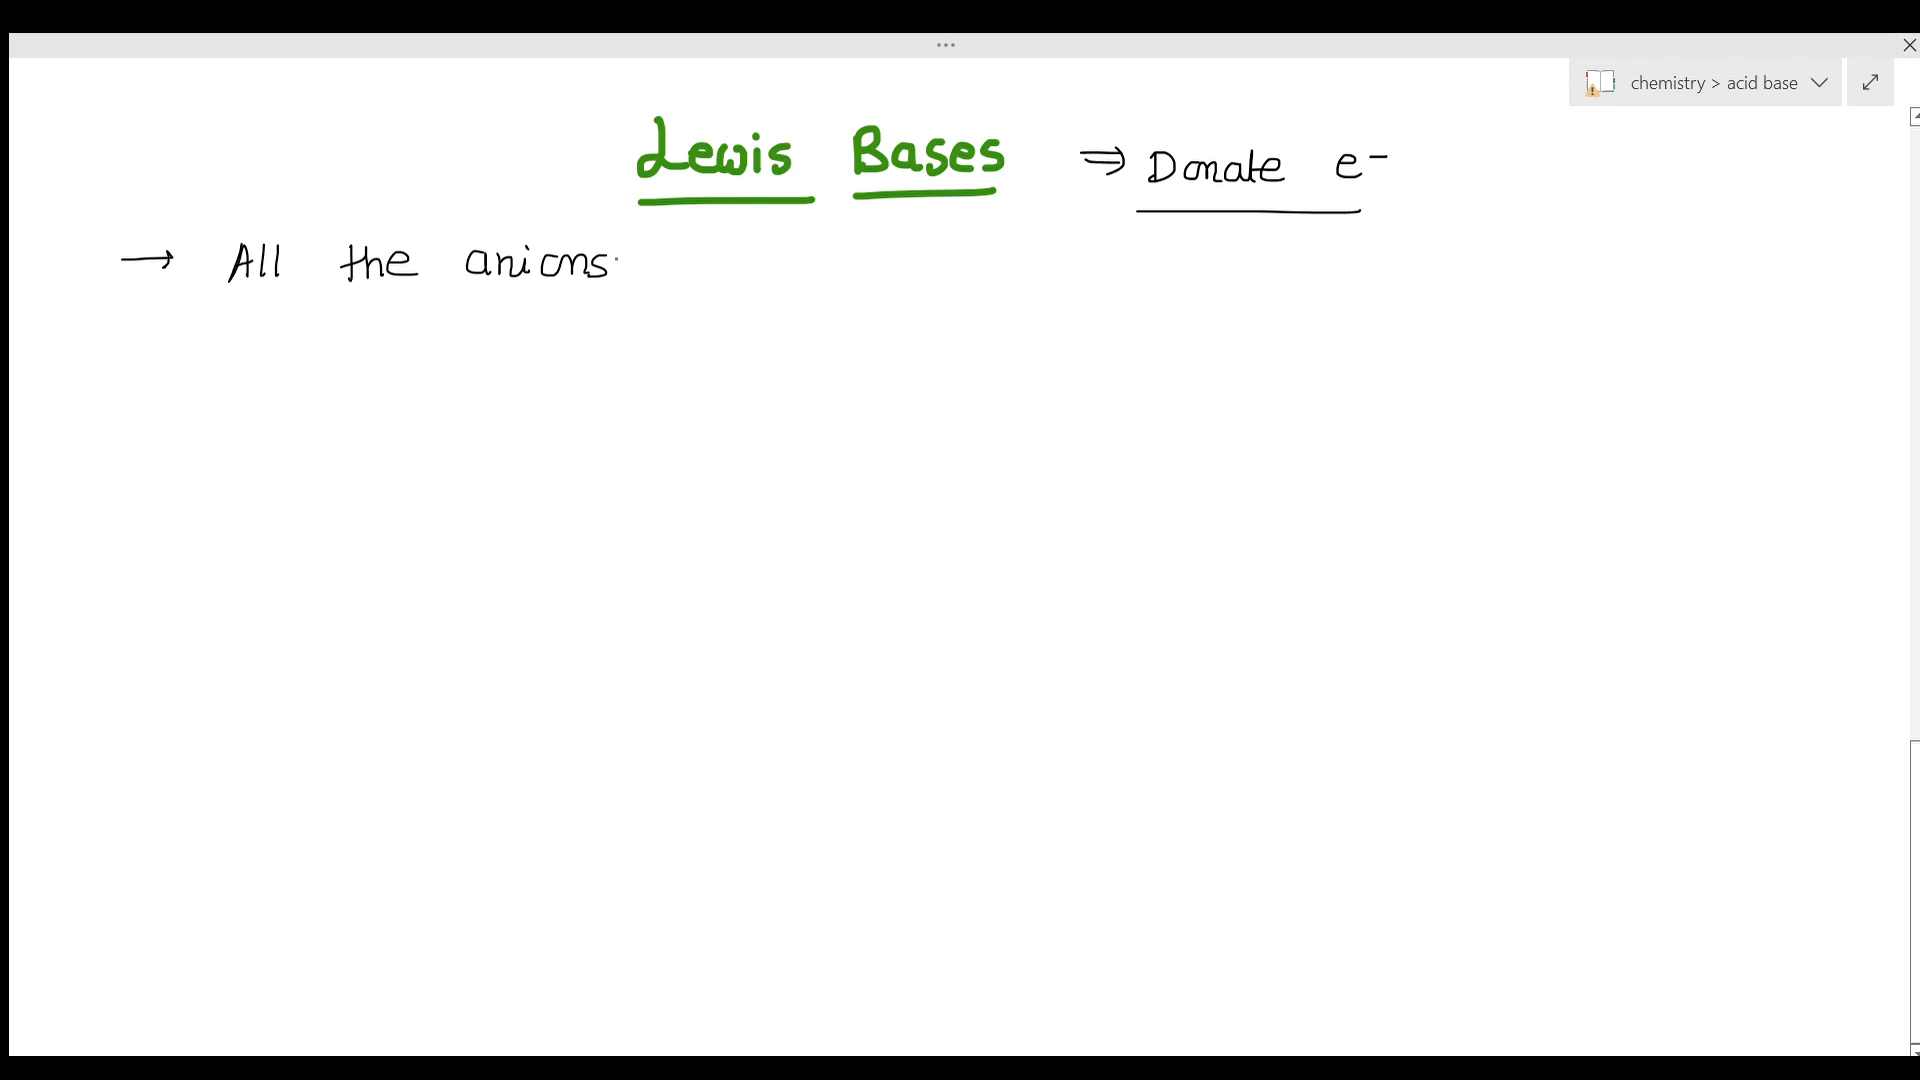 chemistry > acid base
Lewis Bases ⇒ Donate e⁻
→ All the anions